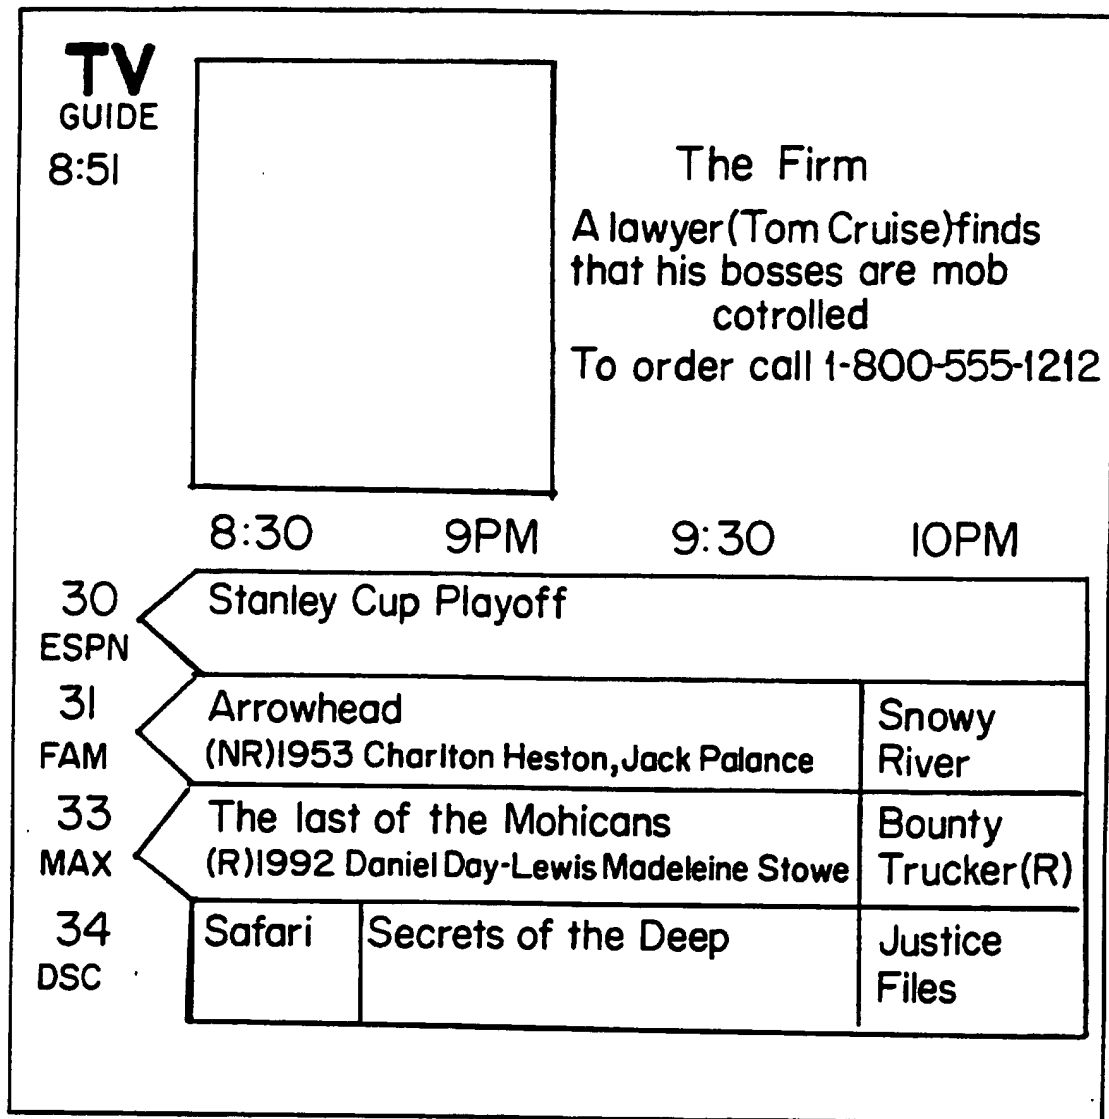 TV
GUIDE
8:51
The Firm
A lawyer(Tom Cruise)finds
that his bosses are mob
cotrolled
To order call 1-800-555-1212
8:30 9PM 9:30 10PM
30
ESPN
Stanley Cup Playoff
31
FAM
Arrowhead
(NR)1953 Charlton Heston,Jack Palance
Snowy
River
33
MAX
The last of the Mohicans
(R)1992 Daniel Day-Lewis Madeleine Stowe
Bounty
Trucker(R)
34
DSC
Safari
Secrets of the Deep
Justice
Files